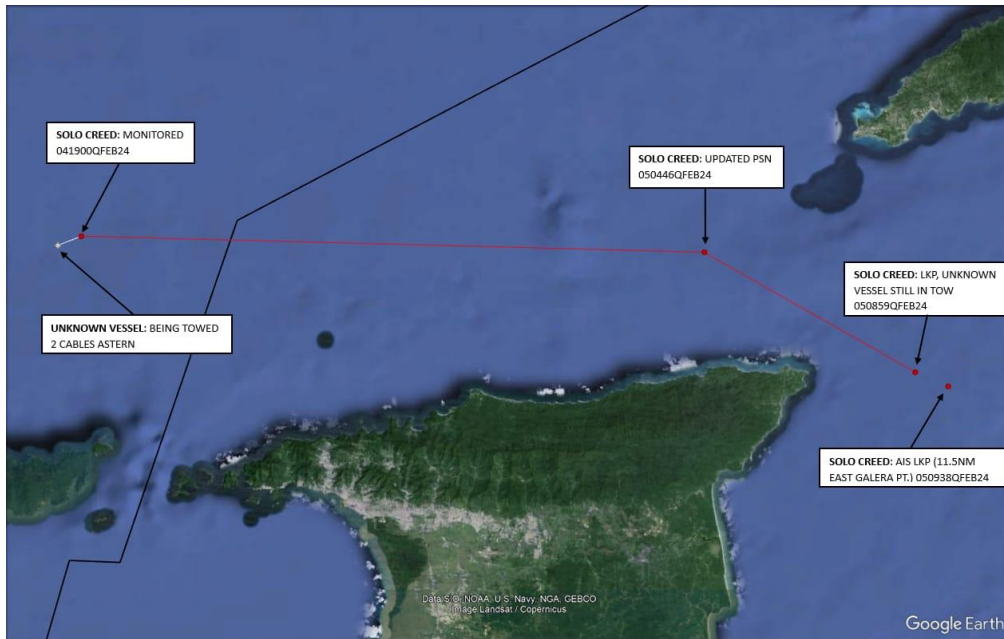 SOLO CREED: MONITORED
041900QFEB24
SOLO CREED: UPDATED PSN
050446QFEB24
SOLO CREED: LKP, UNKNOWN
VESSEL STILL IN TOW
050859QFEB24
UNKNOWN VESSEL: BEING TOWED
2 CABLES ASTERN
SOLO CREED: AIS LKP (11.5NM
EAST GALERA PT.) 050938QFEB24
Data SIO, NOAA, U.S. Navy, NGA, GEBCO
Image Landsat / Copernicus
Google Earth